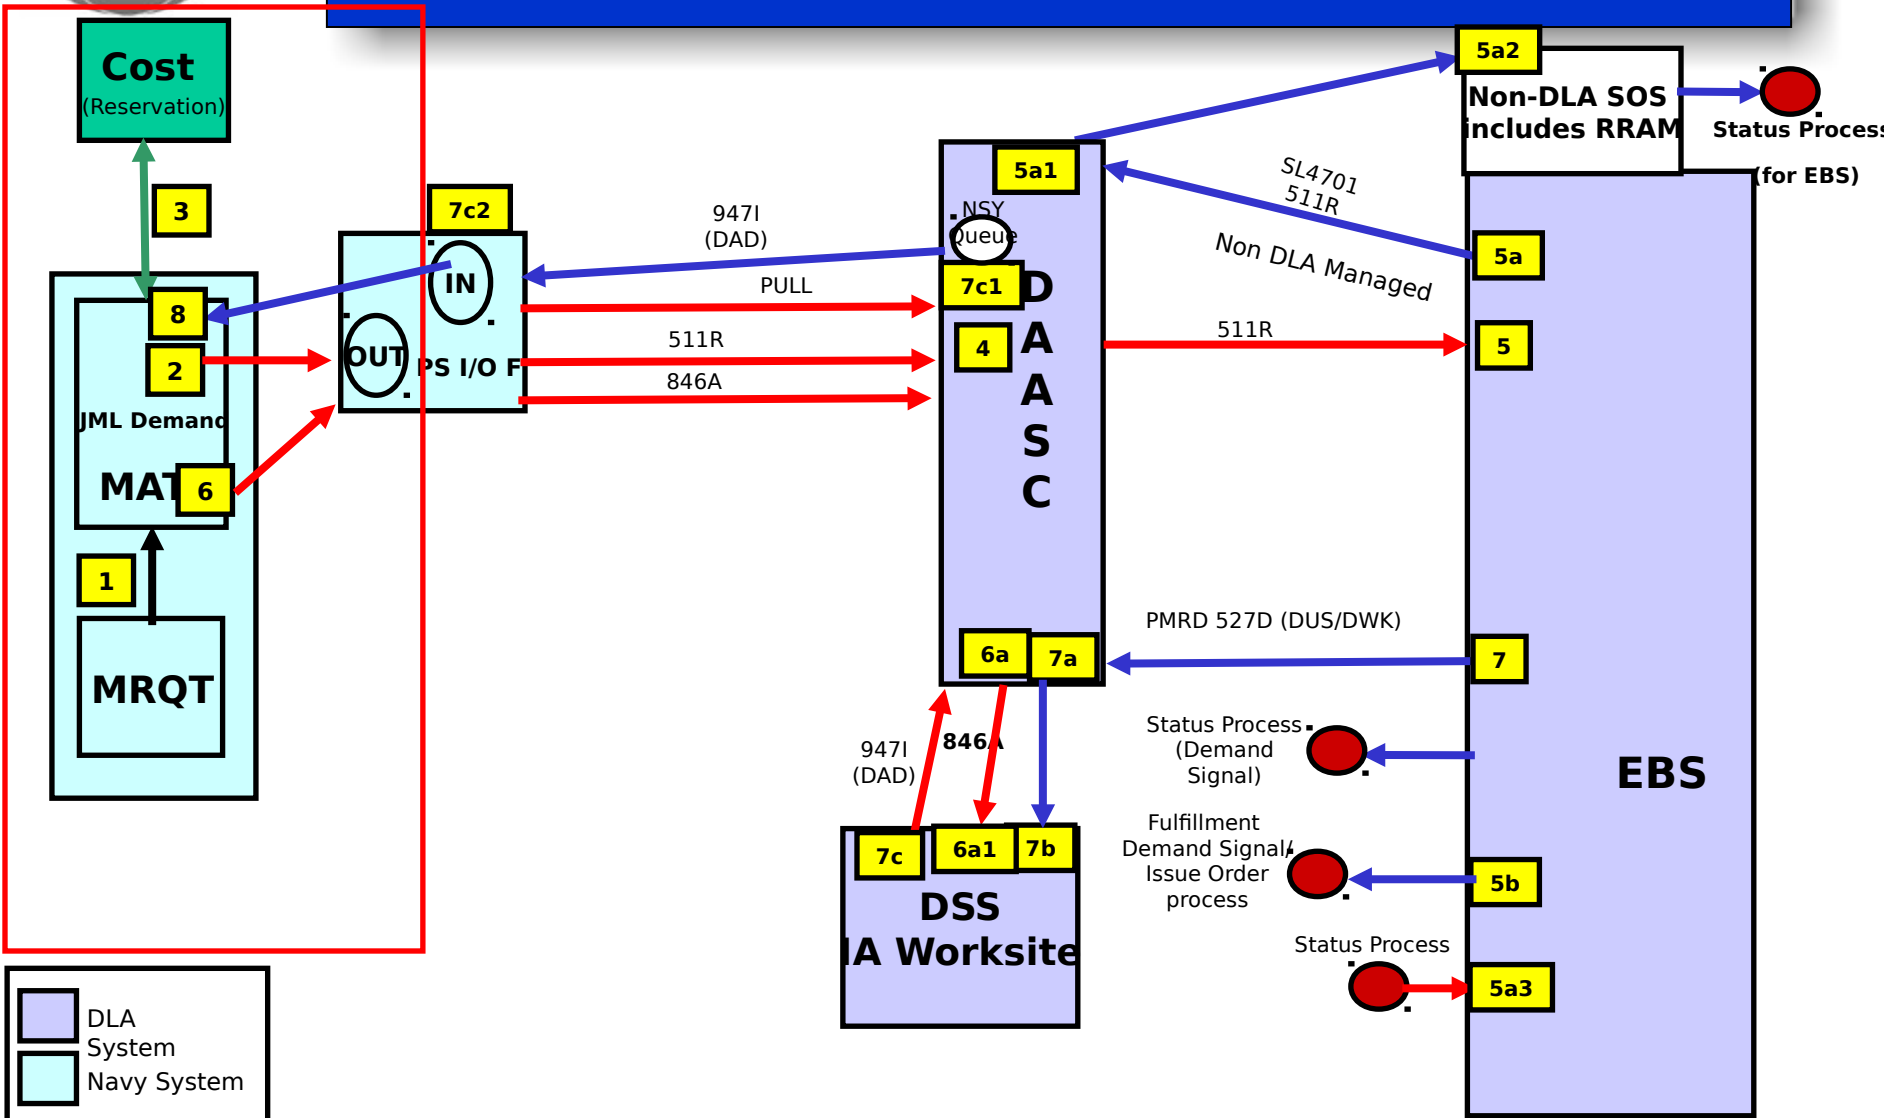 Cost
(Reservation)
3
8
2
JML Demand
MAT
6
1
MRQT
7c2
IN
OUT
PS I/O F
947I
(DAD)
PULL
511R
846A
5a1
NSY
Queue
7c1
4
D
A
A
S
C
6a
7a
5a2
Non-DLA SOS
includes RRAM
Status Process
(for EBS)
SL4701
511R
Non DLA Managed
5a
511R
5
PMRD 527D (DUS/DWK)
7
Status Process
(Demand
Signal)
EBS
Fulfillment
Demand Signal/
Issue Order
process
5b
Status Process
5a3
947I
(DAD)
846A
7c
6a1
7b
DSS
IA Worksite
DLA
System
Navy System